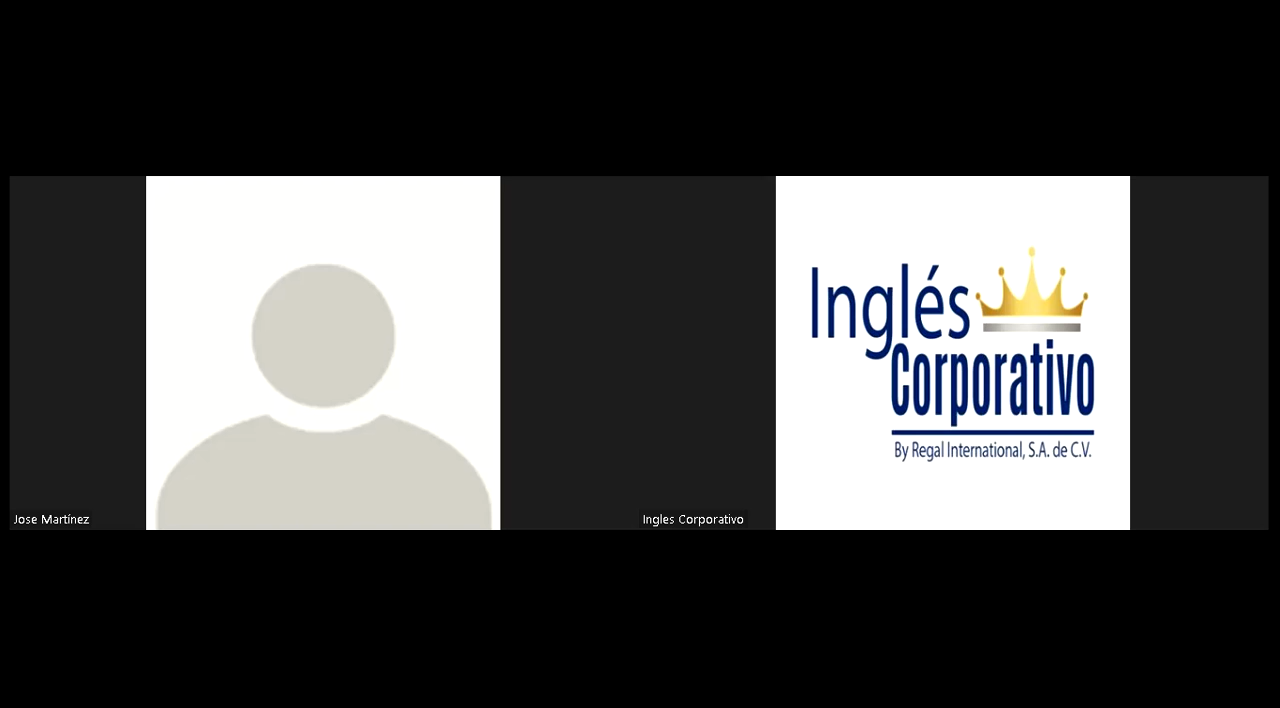 Inglés
Corporativo
By Regal International, S.A. de C.V.
Jose Martínez
Ingles Corporativo